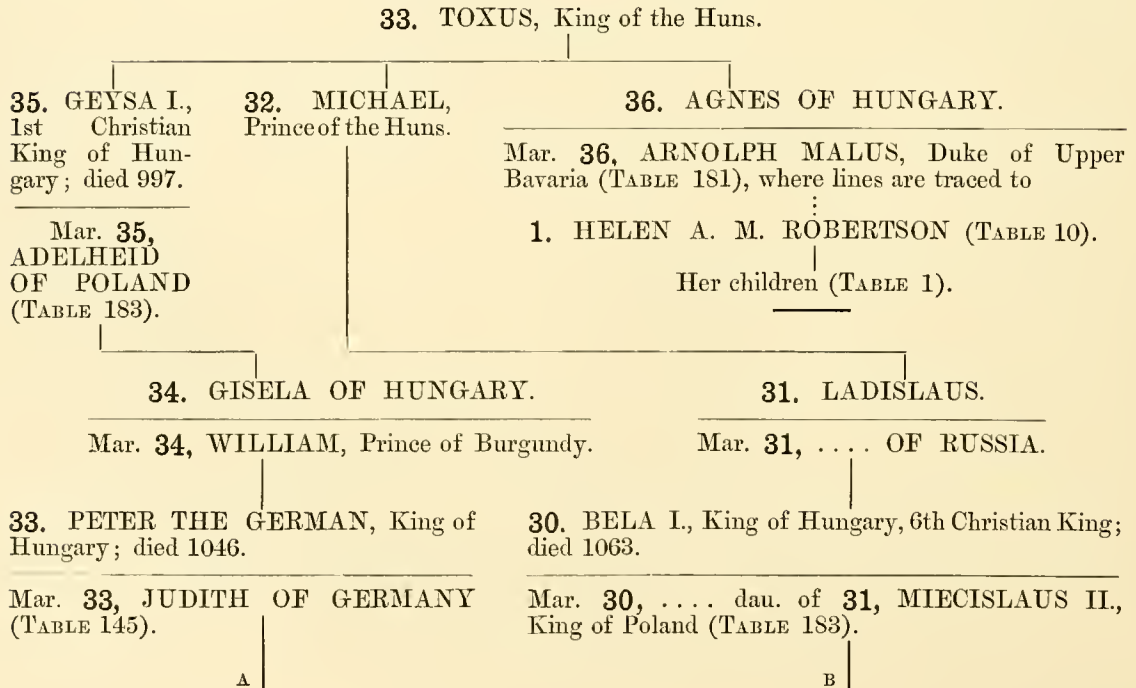 33. TOXUS, King of the Huns.
35. GEYSA I.,
1st Christian
King of Hun-
gary; died 997.
Mar. 35,
ADELHEID
OF POLAND
(TABLE 183).
32. MICHAEL,
Prince of the Huns.
36. AGNES OF HUNGARY.
Mar. 36, ARNOLPH MALUS, Duke of Upper
Bavaria (TABLE 181), where lines are traced to
1. HELEN A. M. ROBERTSON (TABLE 10).
Her children (TABLE 1).
34. GISELA OF HUNGARY.
Mar. 34, WILLIAM, Prince of Burgundy.
31. LADISLAUS.
Mar. 31, .... OF RUSSIA.
33. PETER THE GERMAN, King of
Hungary; died 1046.
Mar. 33, JUDITH OF GERMANY
(TABLE 145).
A
30. BELA I., King of Hungary, 6th Christian King;
died 1063.
Mar. 30, .... dau. of 31, MIECISLAUS II.,
King of Poland (TABLE 183).
B